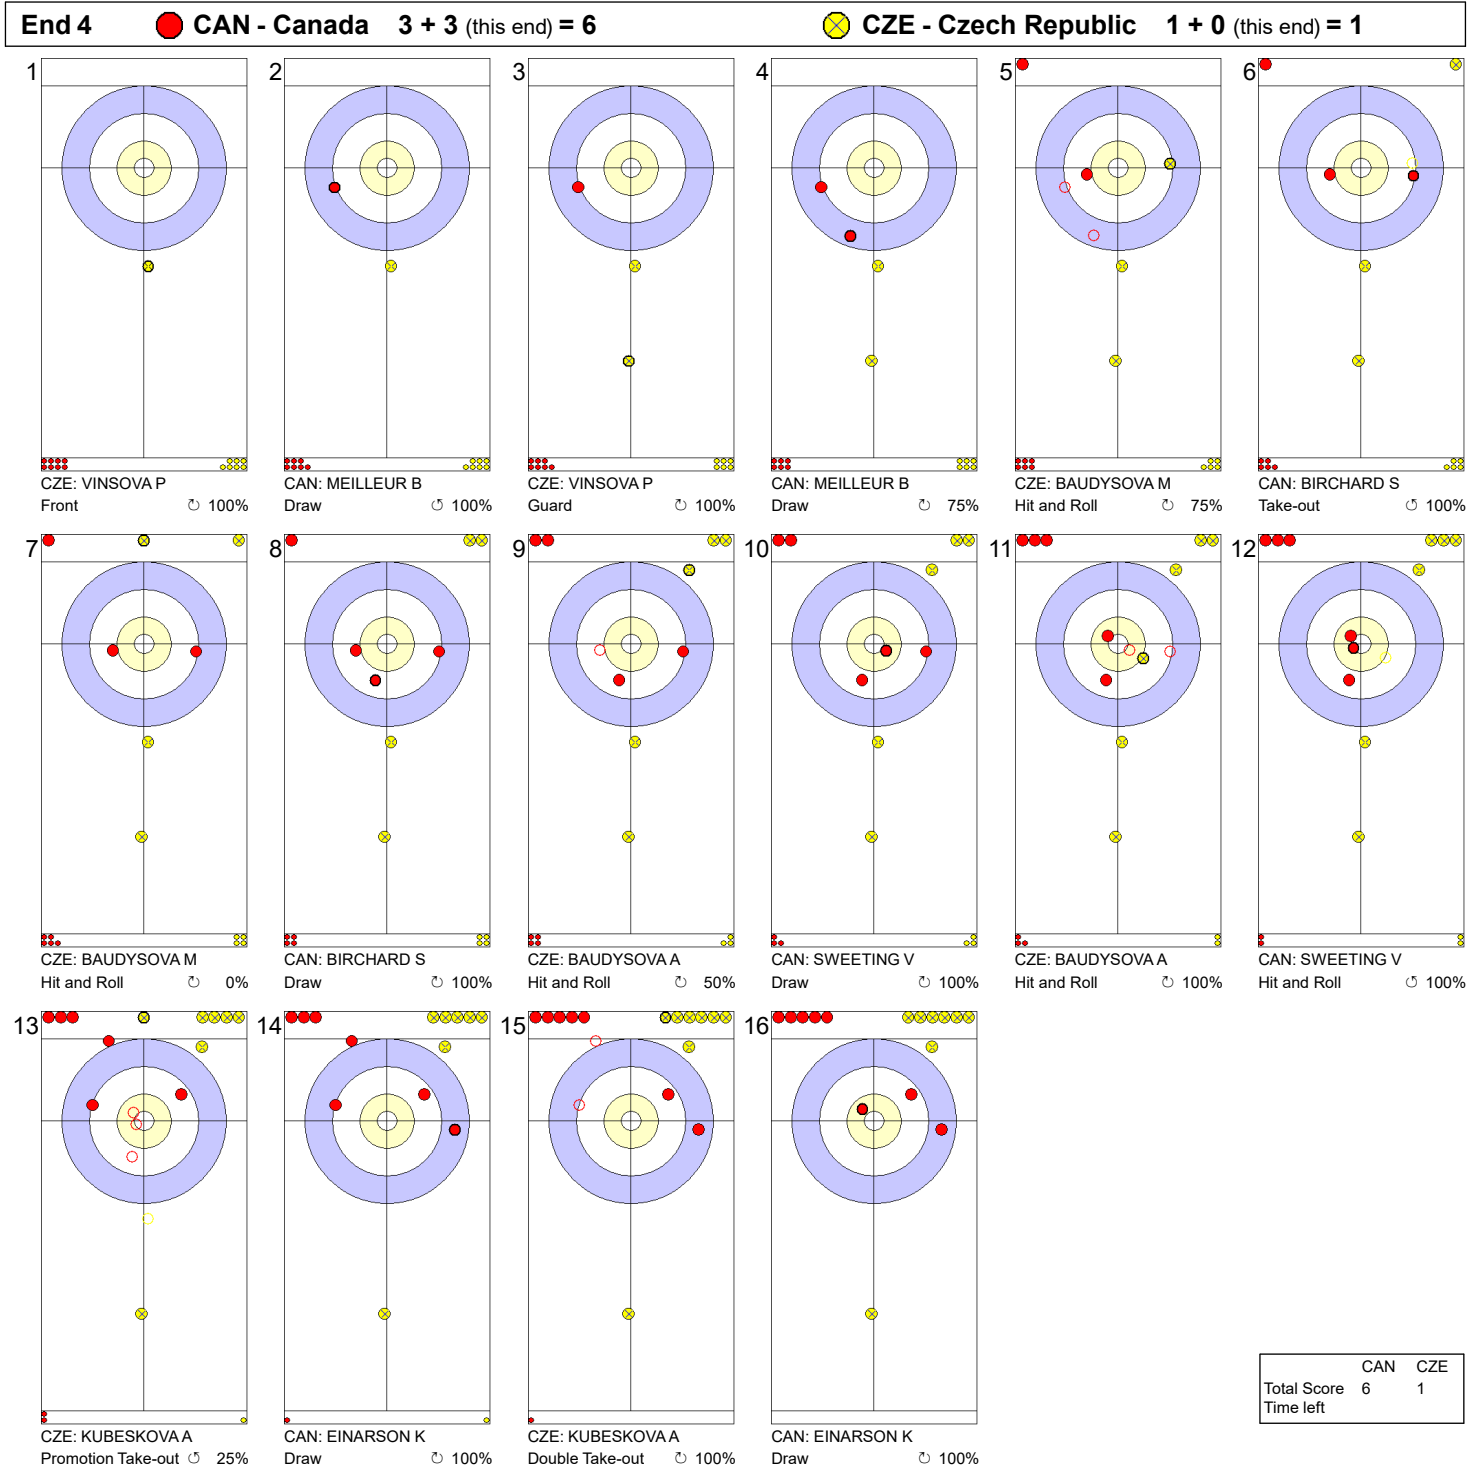 End 4 CAN - Canada 3 + 3 (this end) = 6 CZE - Czech Republic 1 + 0 (this end) = 1
1 2 3 4 5 6
CZE: VINSOVA P CAN: MEILLEUR B CZE: VINSOVA P CAN: MEILLEUR B CZE: BAUDYSOVA M CAN: BIRCHARD S
Front ↻ 100% Draw ↺ 100% Guard ↻ 100% Draw ↺ 75% Hit and Roll ↻ 75% Take-out ↻ 100%
7 8 9 10 11 12
CZE: BAUDYSOVA M CAN: BIRCHARD S CZE: BAUDYSOVA A CAN: SWEETING V CZE: BAUDYSOVA A CAN: SWEETING V
Hit and Roll ↻ 0% Draw ↻ 100% Hit and Roll ↻ 50% Draw ↻ 100% Hit and Roll ↻ 100% Hit and Roll ↻ 100%
13 14 15 16
CAN CZE
Total Score 6 1
Time left
CZE: KUBESKOVA A CAN: EINARSON K CZE: KUBESKOVA A CAN: EINARSON K
Promotion Take-out ↺ 25% Draw ↻ 100% Double Take-out ↻ 100% Draw ↻ 100%